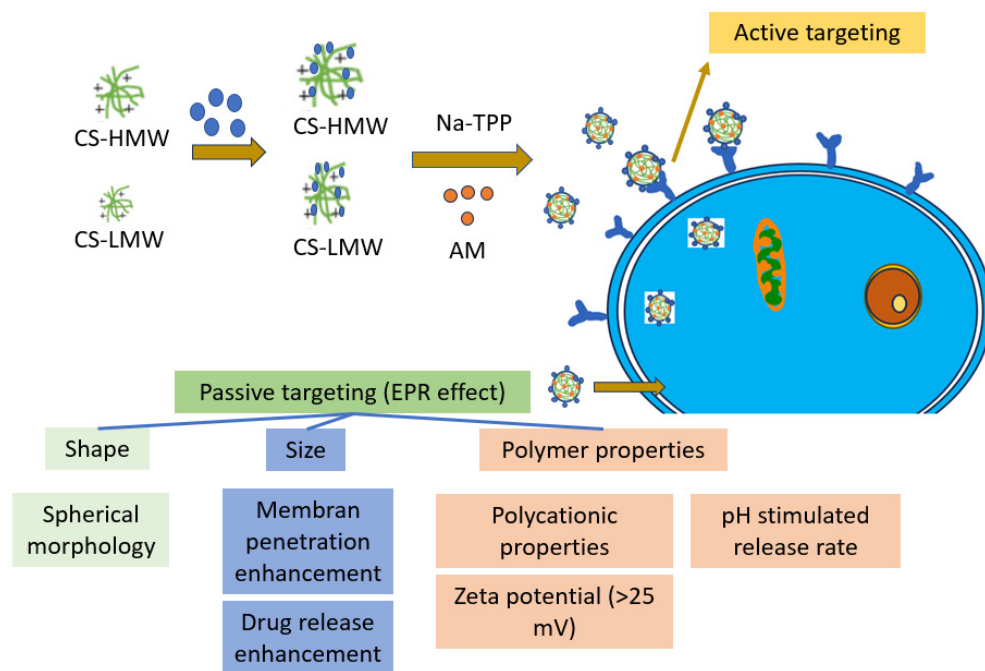 Active targeting
CS-HMW
CS-HMW
Na-TPP
CS-LMW
CS-LMW
AM
Passive targeting (EPR effect)
Shape
Size
Polymer properties
Spherical
morphology
Membran
penetration
enhancement
Drug release
enhancement
Polycationic
properties
Zeta potential (>25
mV)
pH stimulated
release rate